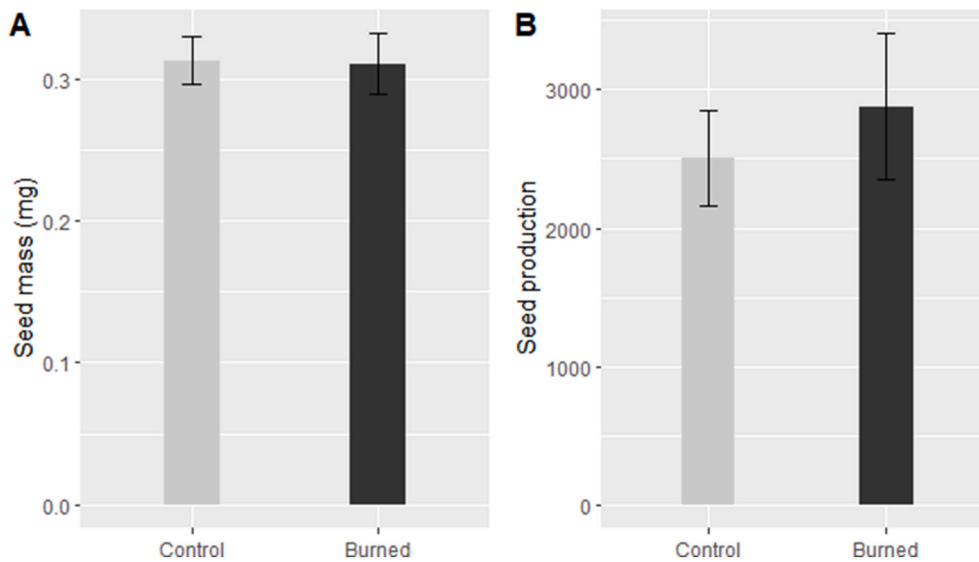 A
Seed mass (mg)
0.3
0.2
0.1
0.0
Control Burned
B
Seed production
3000
2000
1000
0
Control Burned